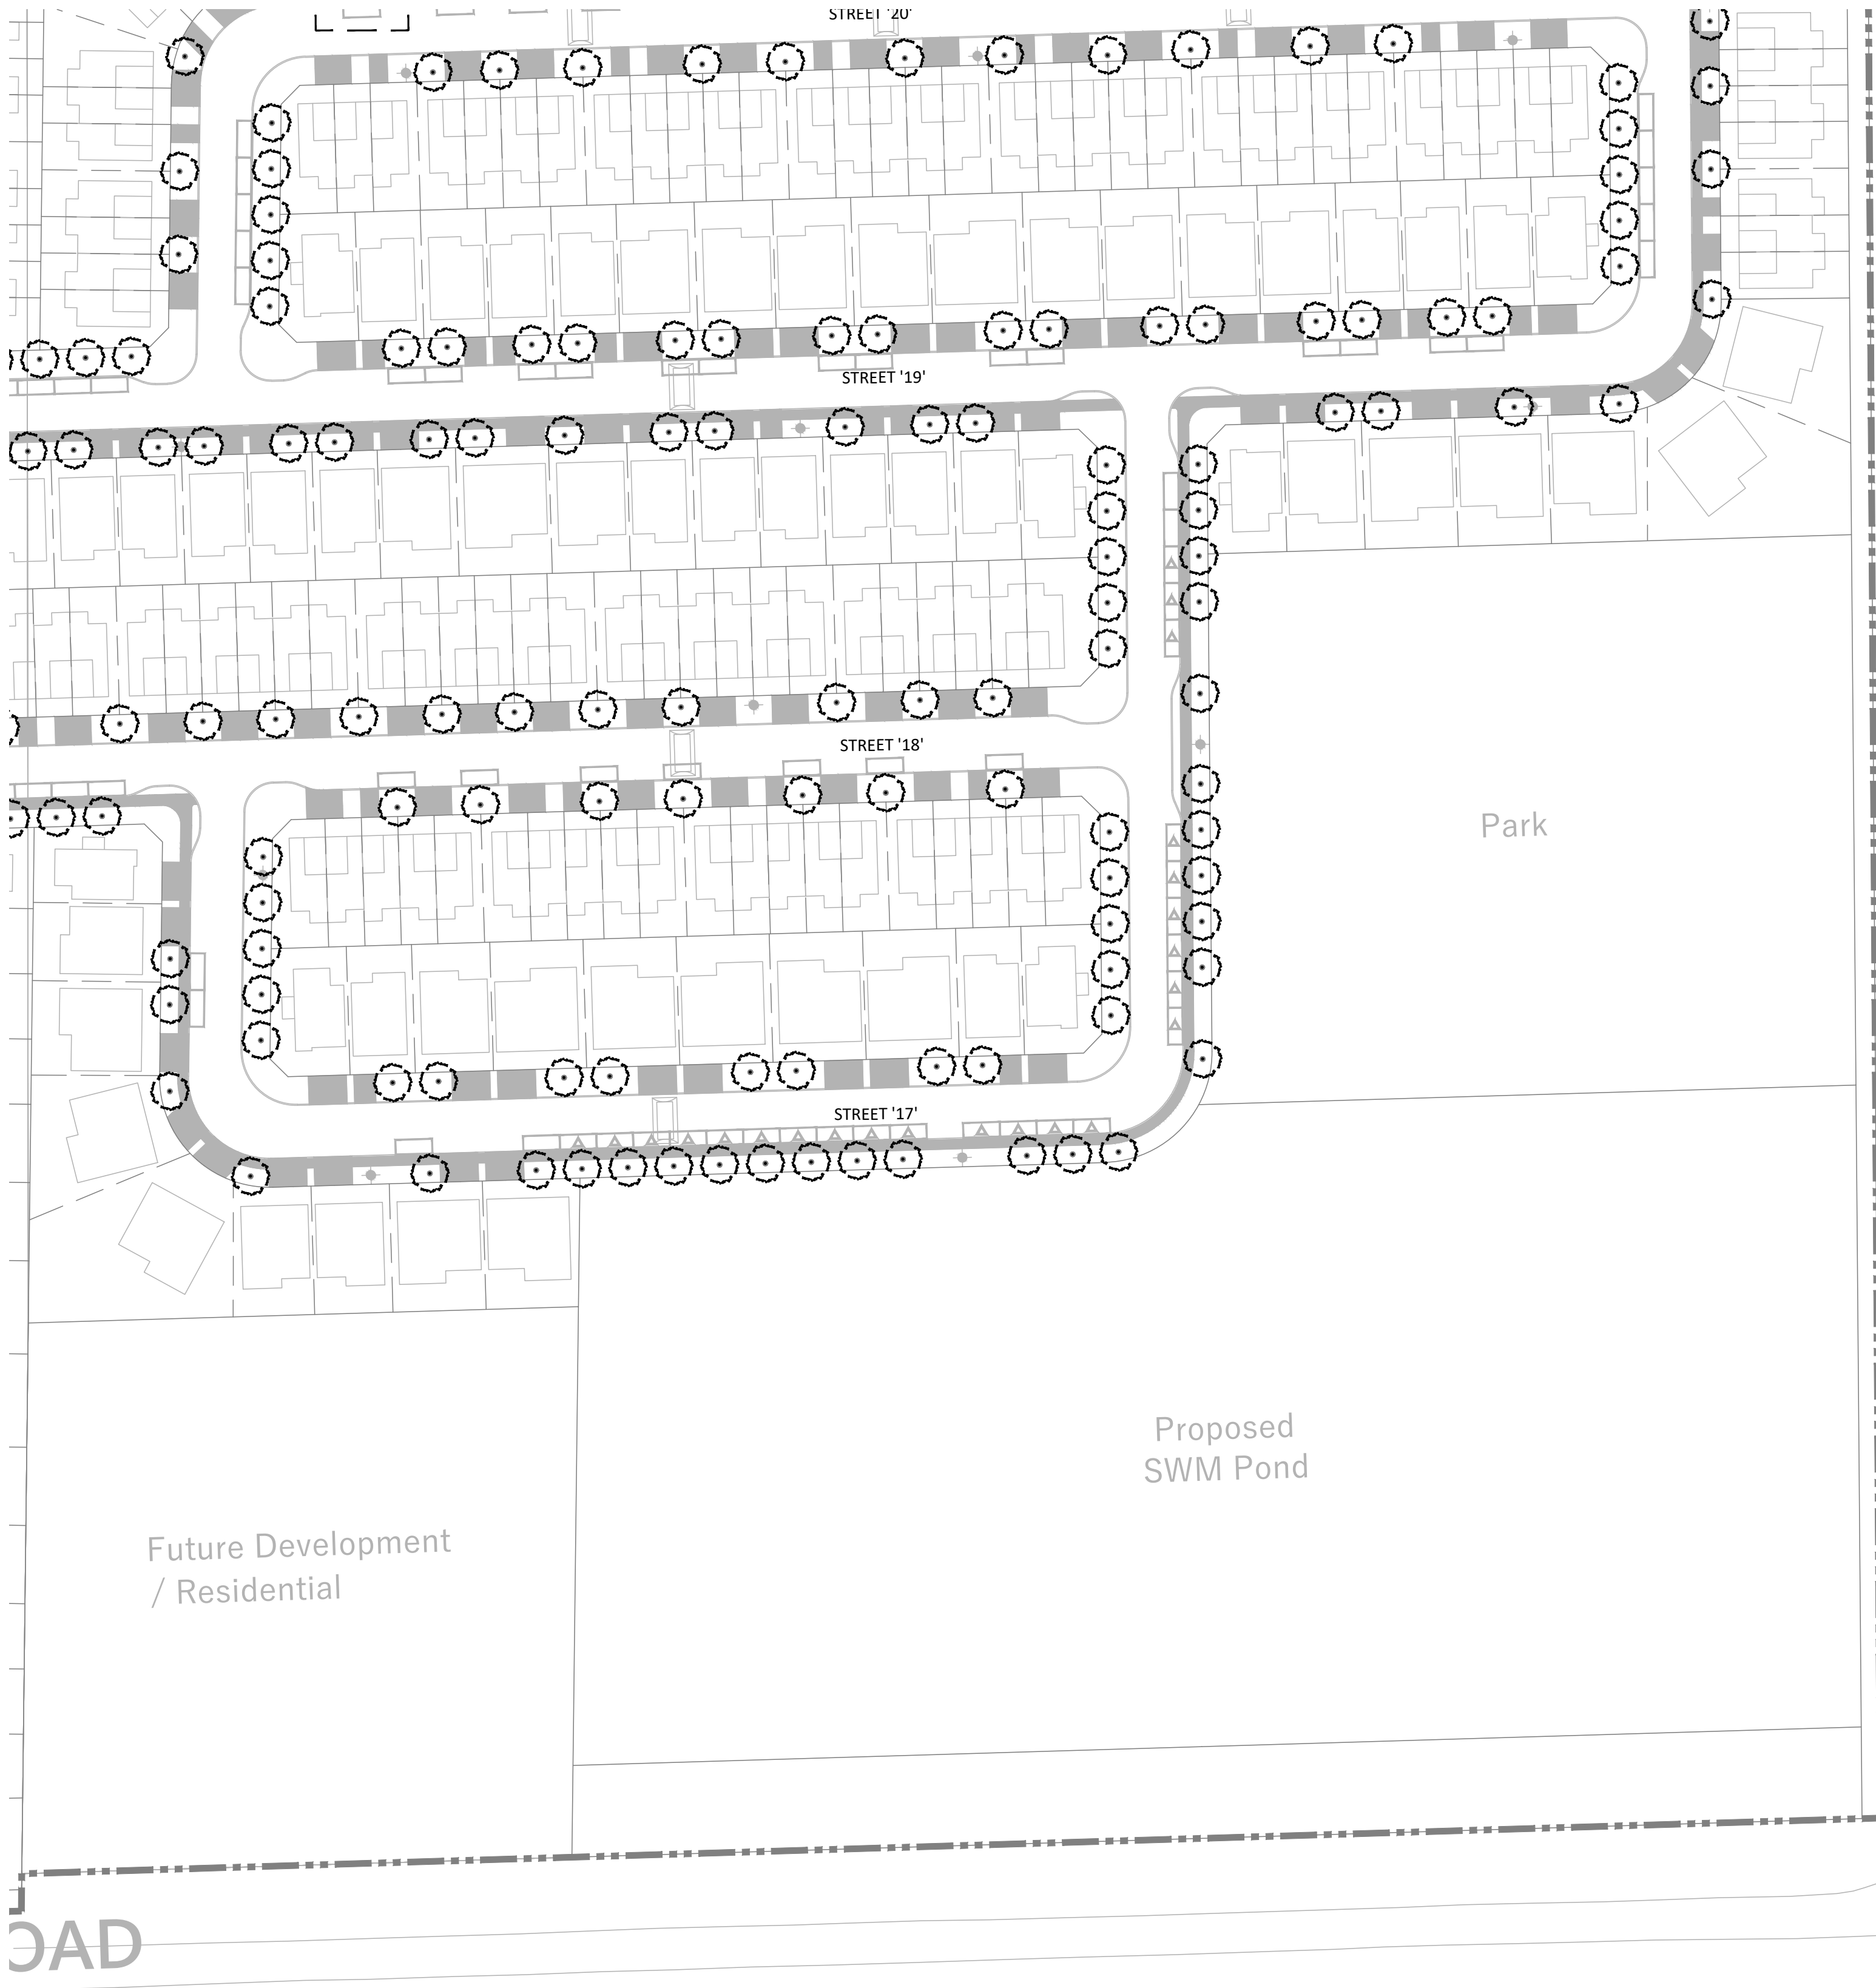 STREET '20'
STREET '19'
STREET '18'
Park
STREET '17'
Proposed
SWM Pond
Future Development
/ Residential
OAD